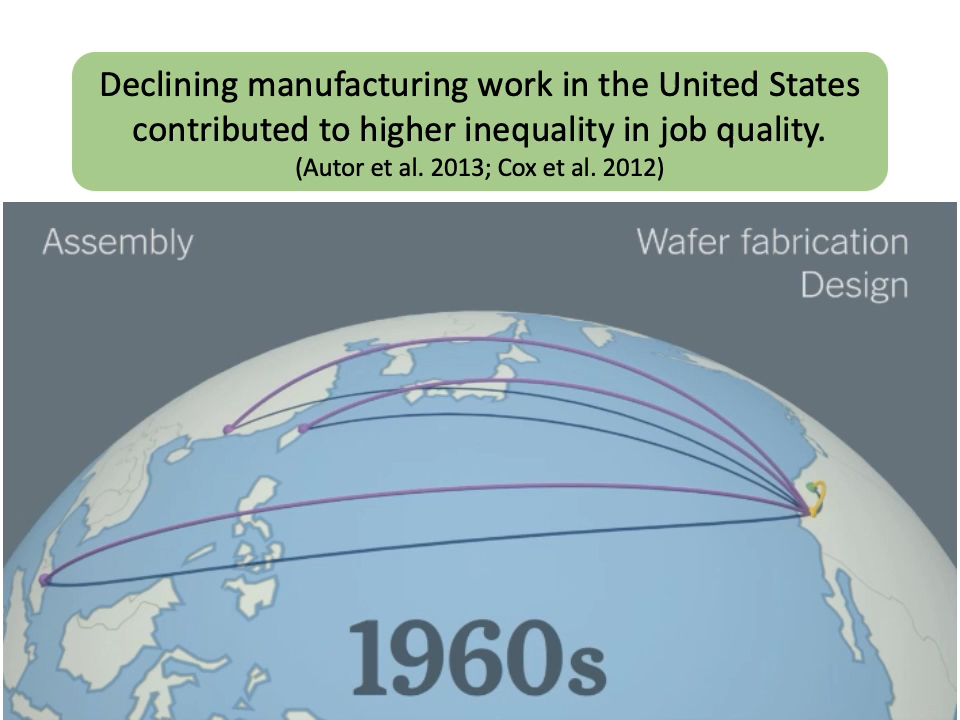 Declining manufacturing work in the United States
contributed to higher inequality in job quality.
(Autor et al. 2013; Cox et al. 2012)
Assembly
Wafer fabrication
Design
1960s